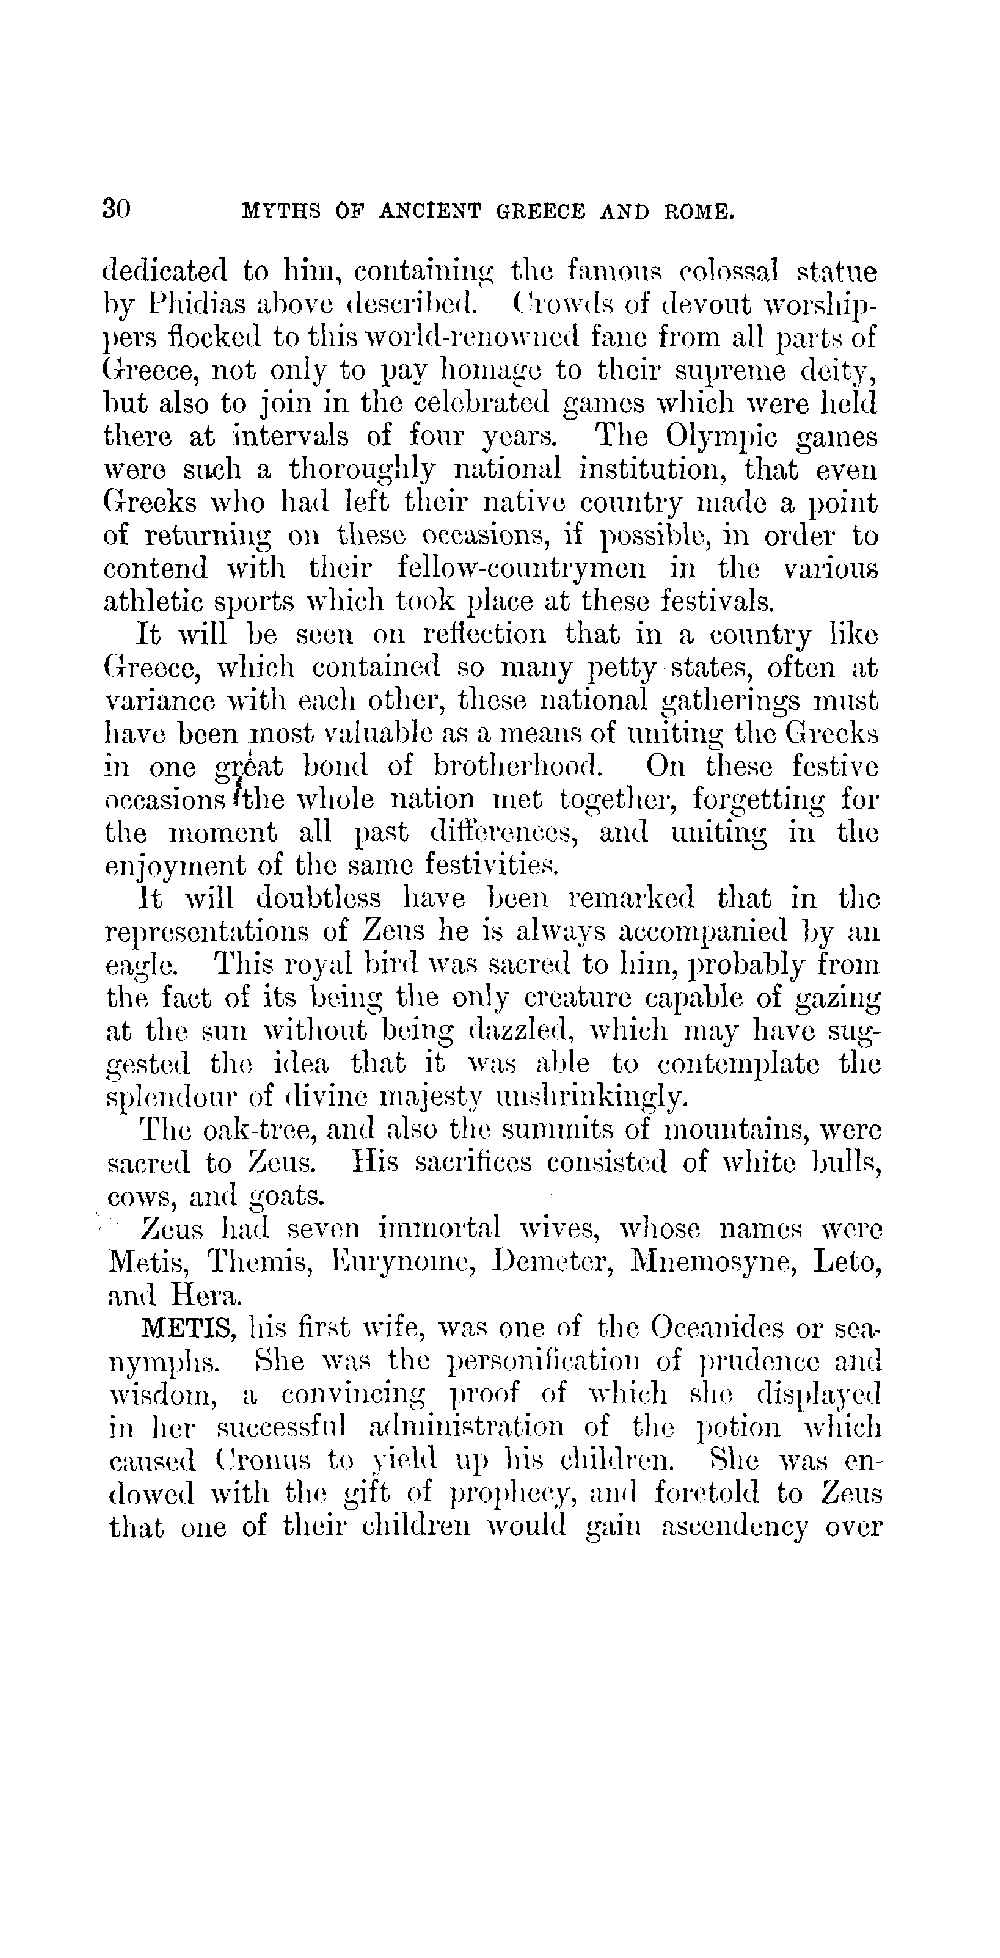 30 MYTHS OF ANCIENT GREECE AND ROME.
dedicated to him, containing the famous colossal statue
by Phidias above described. Crowds of devout worship-
pers flocked to this world-renowned fane from all parts of
Greece, not only to pay homage to their supreme deity,
but also to join in the celebrated games which were held
there at intervals of four years. The Olympic games
were such a thoroughly national institution, that even
Greeks who had left their native country made a point
of returning on these occasions, if possible, in order to
contend with their fellow-countrymen in the various
athletic sports which took place at these festivals.
It will be seen on reflection that in a country like
Greece, which contained so many petty states, often at
variance with each other, these national gatherings must
have been most valuable as a means of uniting the Greeks
in one great bond of brotherhood. On these festive
occasions the whole nation met together, forgetting for
the moment all past differences, and uniting in the
enjoyment of the same festivities.
It will doubtless have been remarked that in the
representations of Zeus he is always accompanied by an
eagle. This royal bird was sacred to him, probably from
the fact of its being the only creature capable of gazing
at the sun without being dazzled, which may have sug-
gested the idea that it was able to contemplate the
splendour of divine majesty unshrinkingly.
The oak-tree, and also the summits of mountains, were
sacred to Zeus. His sacrifices consisted of white bulls,
cows, and goats.
Zeus had seven immortal wives, whose names were
Metis, Themis, Eurynome, Demeter, Mnemosyne, Leto,
and Hera.
METIS, his first wife, was one of the Oceanides or sea-
nymphs. She was the personification of prudence and
wisdom, a convincing proof of which she displayed
in her successful administration of the potion which
caused Cronus to yield up his children. She was en-
dowed with the gift of prophecy, and foretold to Zeus
that one of their children would gain ascendency over